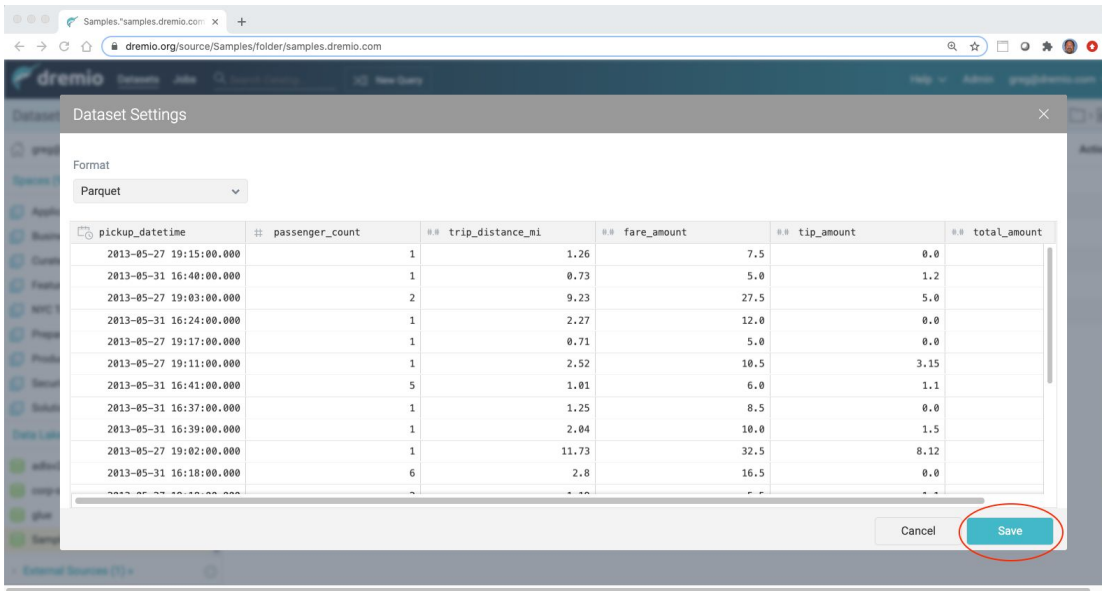 Samples."samples.dremio.com × +
dremio.org/source/Samples/folder/samples.dremio.com
dremio Datasets Jobs New Query Help Admin greg@dremio.com
Dataset Settings ×
Format
Parquet
pickup_datetime # passenger_count #.# trip_distance_mi #.# fare_amount #.# tip_amount #.# total_amount
2013-05-27 19:15:00.000 1 1.26 7.5 0.0
2013-05-31 16:40:00.000 1 0.73 5.0 1.2
2013-05-27 19:03:00.000 2 9.23 27.5 5.0
2013-05-31 16:24:00.000 1 2.27 12.0 0.0
2013-05-27 19:17:00.000 1 0.71 5.0 0.0
2013-05-27 19:11:00.000 1 2.52 10.5 3.15
2013-05-31 16:41:00.000 5 1.01 6.0 1.1
2013-05-31 16:37:00.000 1 1.25 8.5 0.0
2013-05-31 16:39:00.000 1 2.04 10.0 1.5
2013-05-27 19:02:00.000 1 11.73 32.5 8.12
2013-05-31 16:18:00.000 6 2.8 16.5 0.0
Cancel Save
External Sources (1)